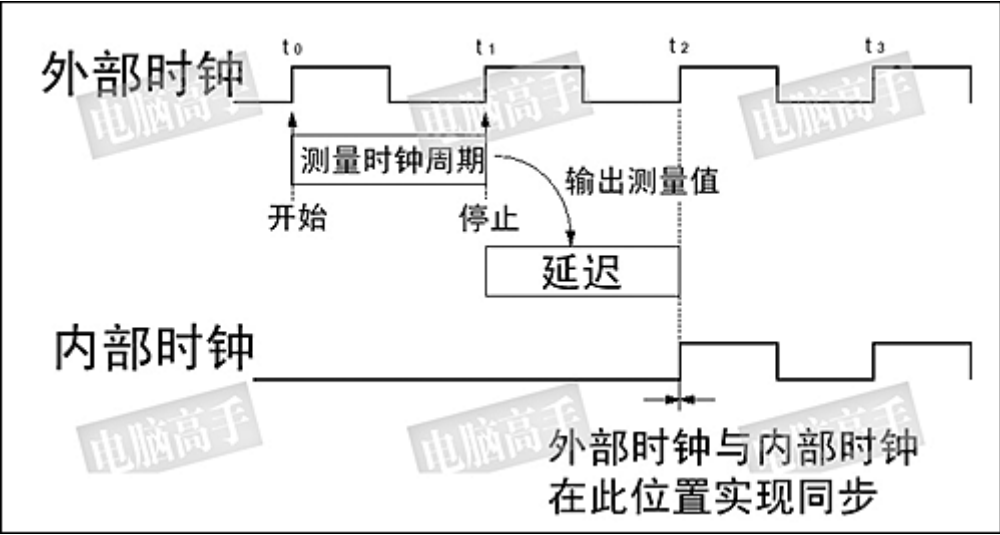 t0 t1 t2 t3
外部时钟
测量时钟周期
输出测量值
开始 停止
延迟
内部时钟
外部时钟与内部时钟
在此位置实现同步
电脑高手
电脑高手
电脑高手
电脑高手
电脑高手
电脑高手